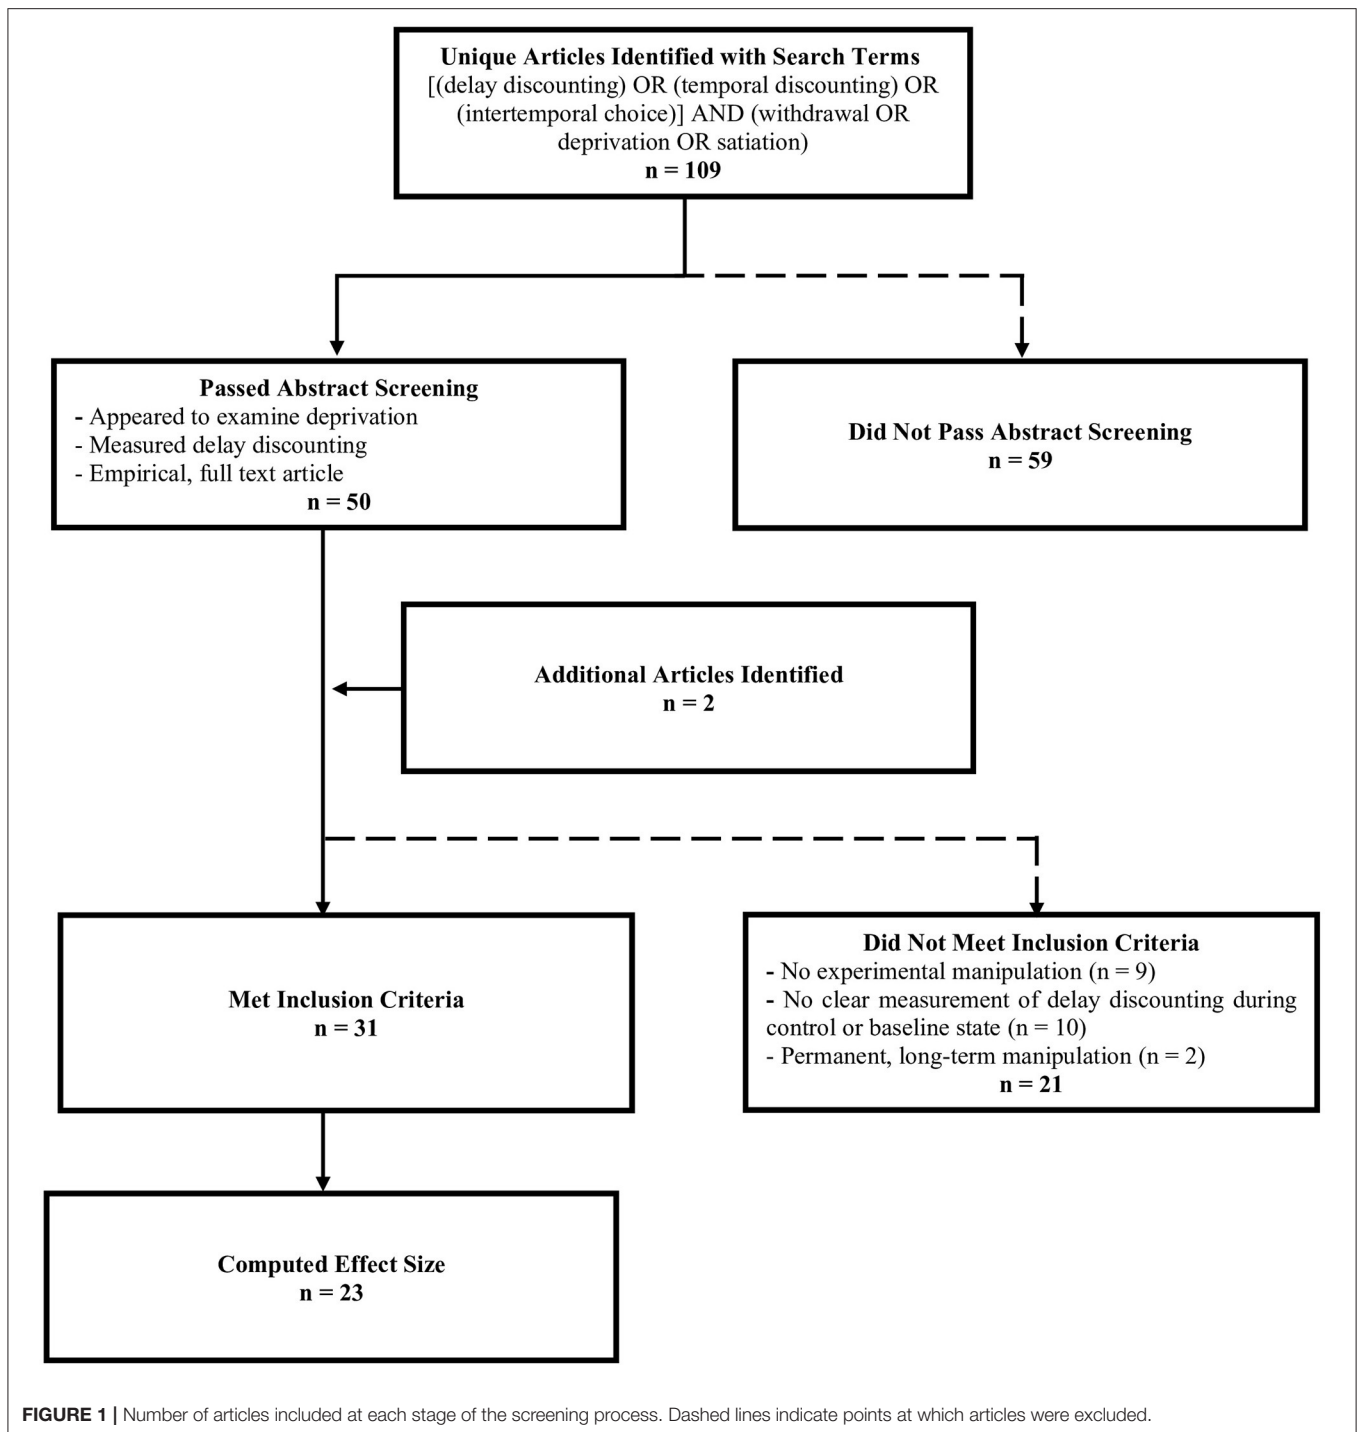 Unique Articles Identified with Search Terms
[(delay discounting) OR (temporal discounting) OR
(intertemporal choice)] AND (withdrawal OR
deprivation OR satiation)
n = 109
Passed Abstract Screening
- Appeared to examine deprivation
- Measured delay discounting
- Empirical, full text article
n = 50
Did Not Pass Abstract Screening
n = 59
Additional Articles Identified
n = 2
Met Inclusion Criteria
n = 31
Did Not Meet Inclusion Criteria
- No experimental manipulation (n = 9)
- No clear measurement of delay discounting during
control or baseline state (n = 10)
- Permanent, long-term manipulation (n = 2)
n = 21
Computed Effect Size
n = 23
FIGURE 1 | Number of articles included at each stage of the screening process. Dashed lines indicate points at which articles were excluded.